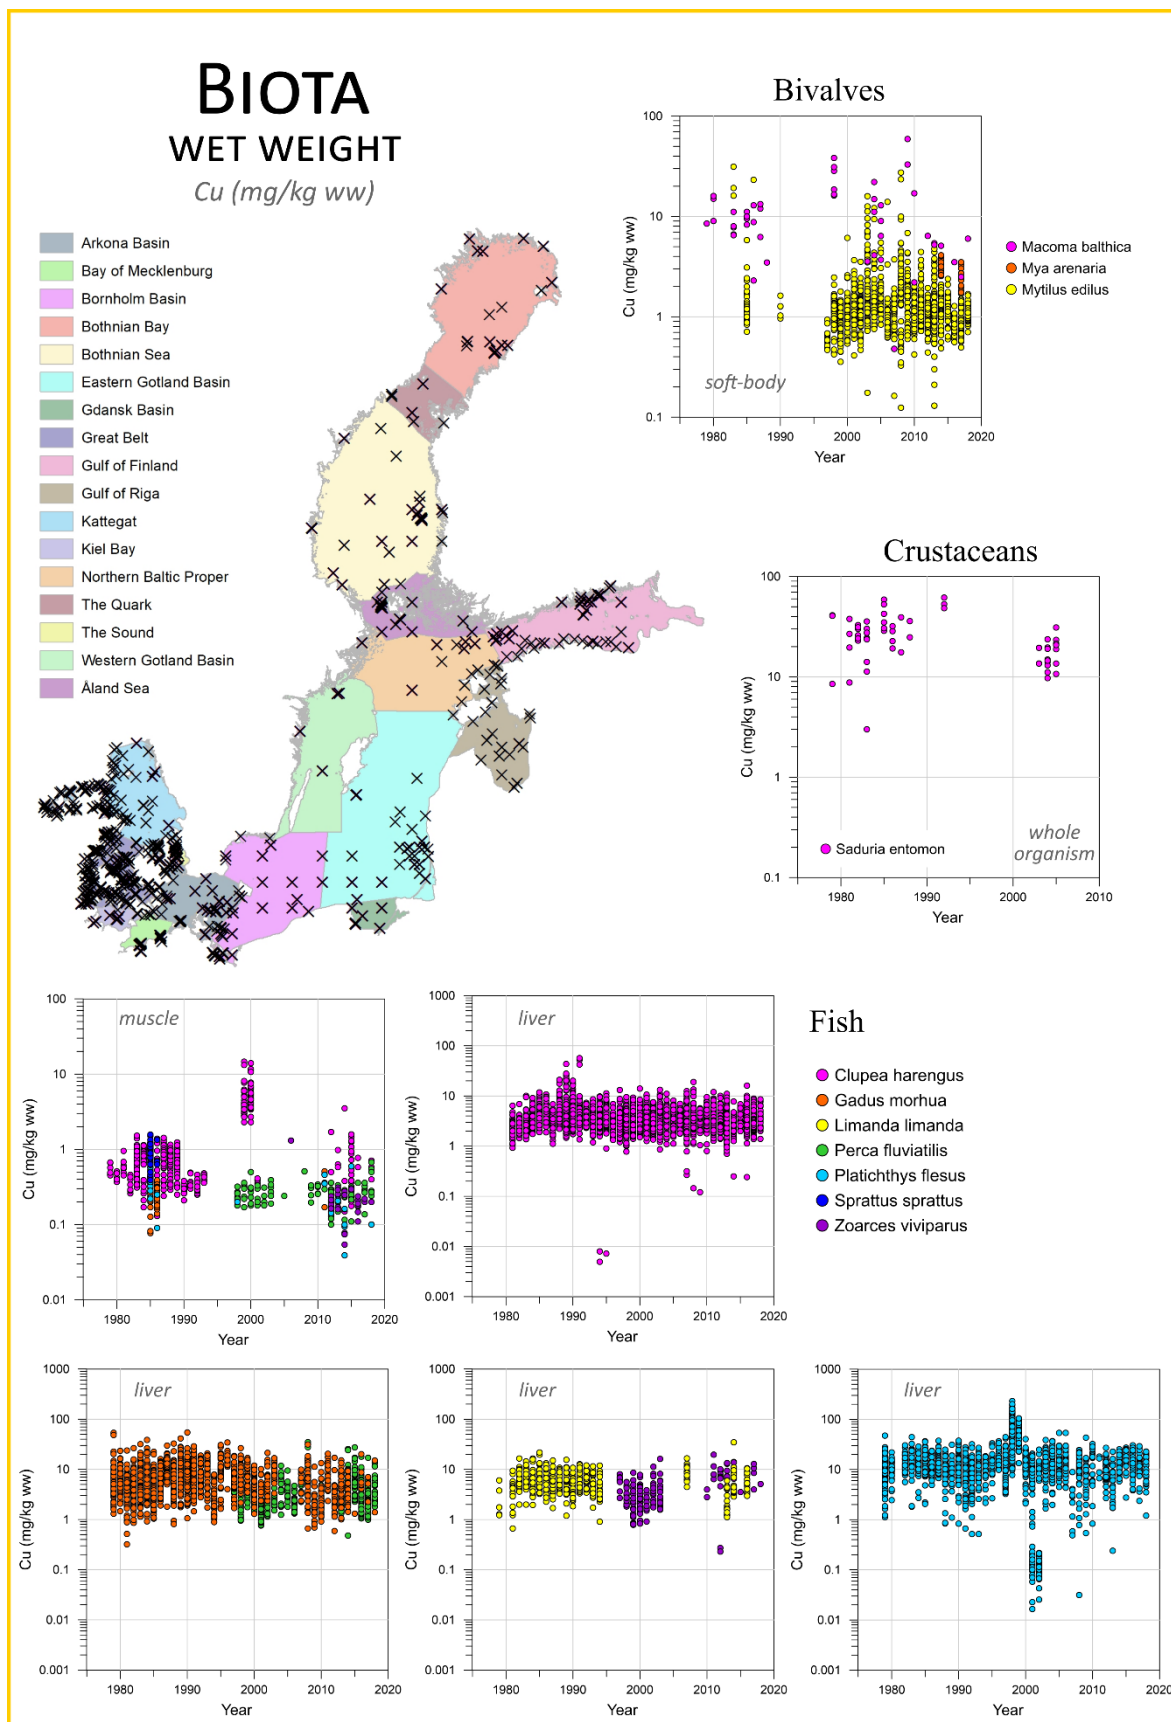 BIOTA
WET WEIGHT
Cu (mg/kg ww)
Arkona Basin
Bay of Mecklenburg
Bornholm Basin
Bothnian Bay
Bothnian Sea
Eastern Gotland Basin
Gdansk Basin
Great Belt
Gulf of Finland
Gulf of Riga
Kattegat
Kiel Bay
Northern Baltic Proper
The Quark
The Sound
Western Gotland Basin
Åland Sea
Bivalves
100
10
1
0.1
Cu (mg/kg ww)
soft-body
1980 1990 2000 2010 2020
Year
Macoma balthica
Mya arenaria
Mytilus edilus
Crustaceans
100
10
1
0.1
Cu (mg/kg ww)
Saduria entomon
whole
organism
1980 1990 2000 2010
Year
muscle
100
10
1
0.1
0.01
Cu (mg/kg ww)
1980 1990 2000 2010 2020
Year
liver
1000
100
10
1
0.1
0.01
0.001
Cu (mg/kg ww)
1980 1990 2000 2010 2020
Year
Fish
Clupea harengus
Gadus morhua
Limanda limanda
Perca fluviatilis
Platichthys flesus
Sprattus sprattus
Zoarces viviparus
liver
1000
100
10
1
0.1
0.01
0.001
Cu (mg/kg ww)
1980 1990 2000 2010 2020
Year
liver
1000
100
10
1
0.1
0.01
0.001
Cu (mg/kg ww)
1980 1990 2000 2010 2020
Year
liver
1000
100
10
1
0.1
0.01
0.001
Cu (mg/kg ww)
1980 1990 2000 2010 2020
Year